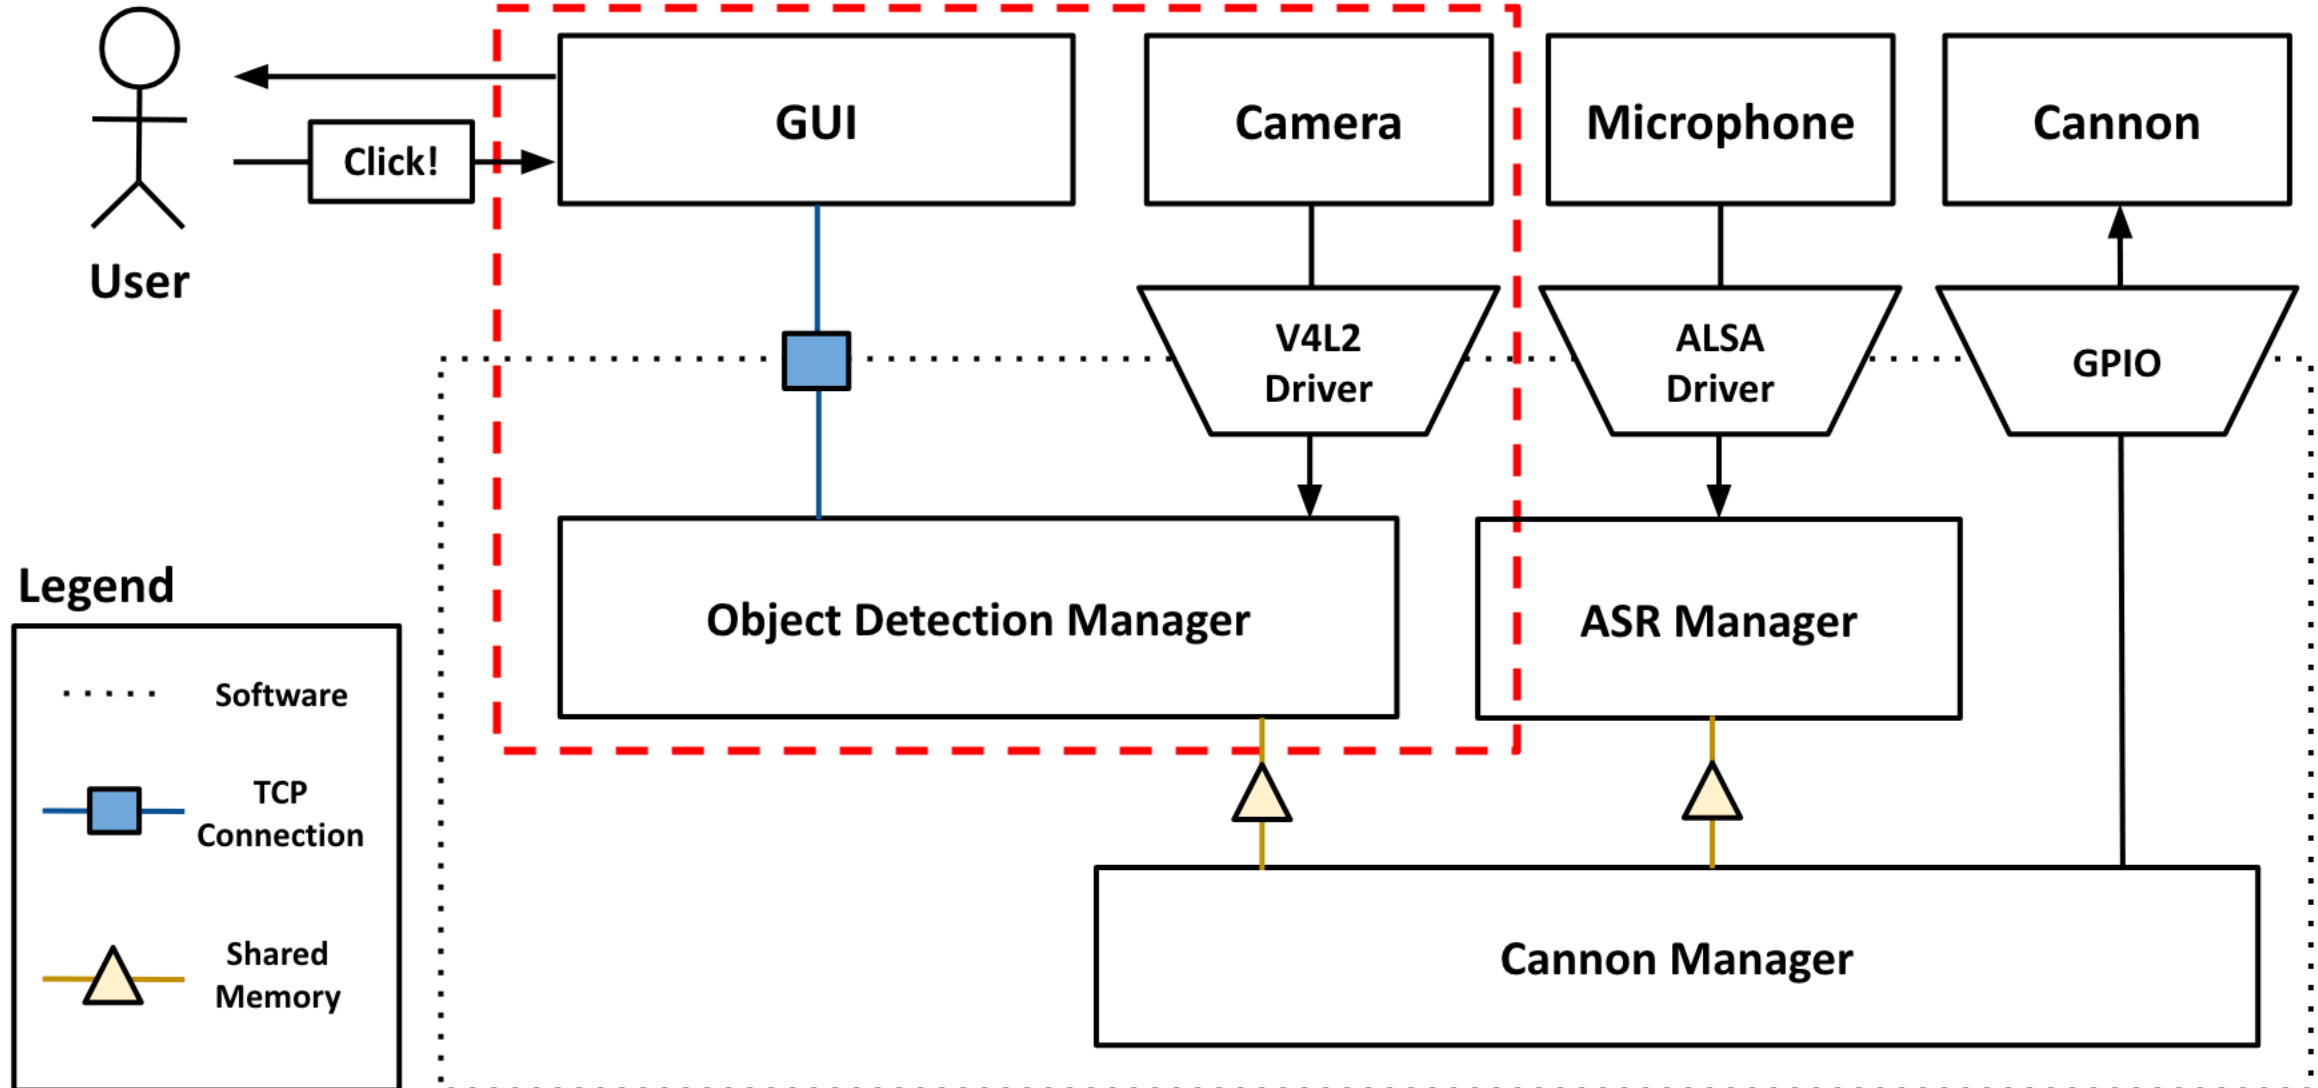 GUI
Camera
Microphone
Cannon
Click!
User
V4L2
Driver
ALSA
Driver
GPIO
Object Detection Manager
ASR Manager
Legend
Software
TCP
Connection
Shared
Memory
Cannon Manager